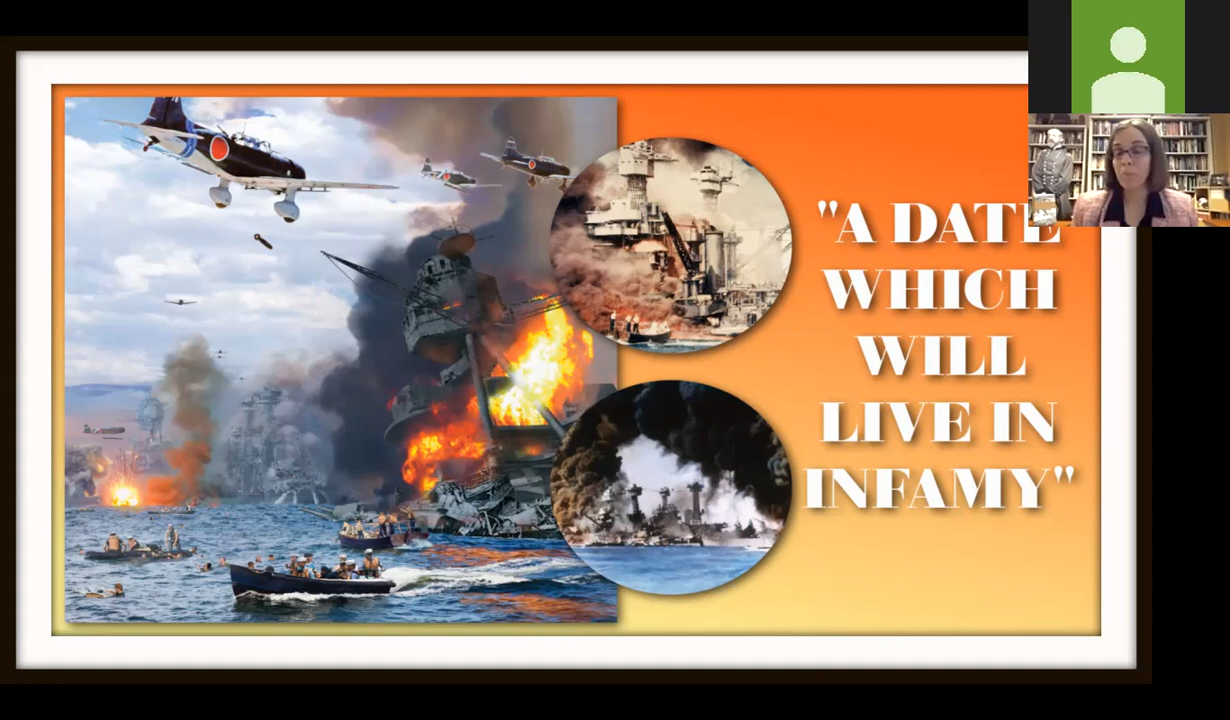 "A DATE
WHICH
WILL
LIVE IN
INFAMY"